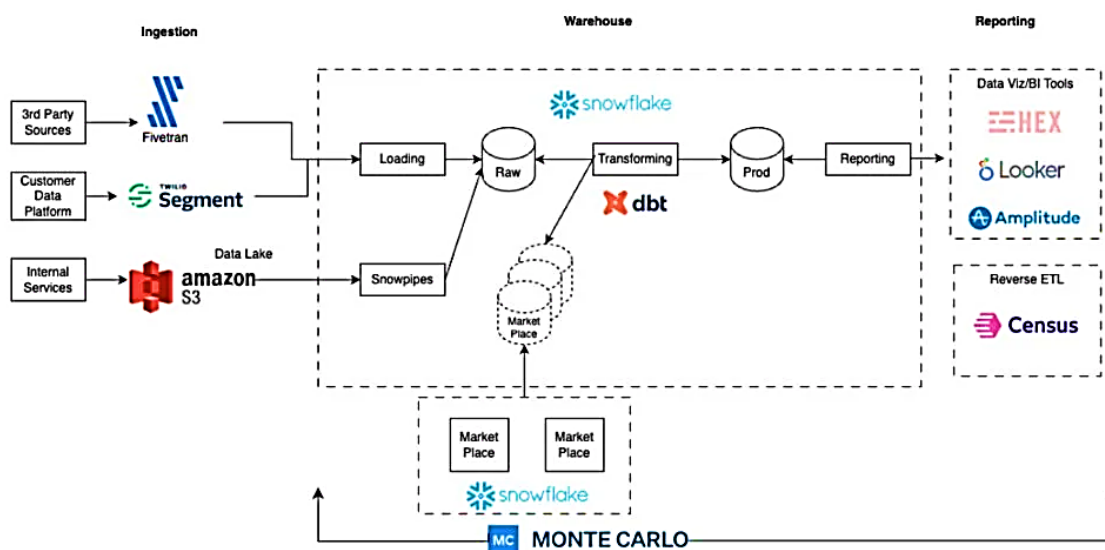 Ingestion
Warehouse
Reporting
3rd Party
Sources
Fivetran
Customer
Data
Platform
TWILIO
Segment
Internal
Services
Data Lake
amazon
S3
snowflake
Loading
Snowpipes
Raw
Transforming
dbt
Prod
Reporting
Market
Place
Market
Place
Market
Place
snowflake
Data Viz/BI Tools
HEX
Looker
Amplitude
Reverse ETL
Census
MC MONTE CARLO